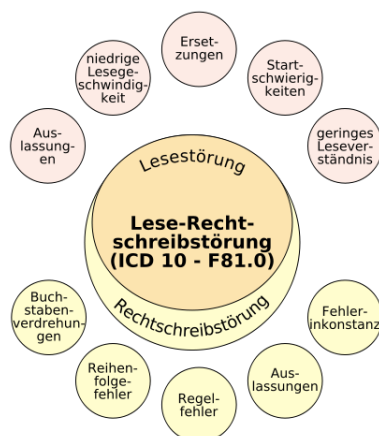 Erset-
zungen
niedrige
Lesege-
schwindig-
keit
Start-
schwierig-
keiten
Aus-
lassung-
en
geringes
Lesever-
ständnis
Lesestörung
Lese-Recht-
schreibstörung
(ICD 10 - F81.0)
Rechtschreibstörung
Buch-
staben-
verdrehun-
gen
Fehler-
inkonstanz
Reihen-
folge-
fehler
Aus-
lassungen
Regel-
fehler